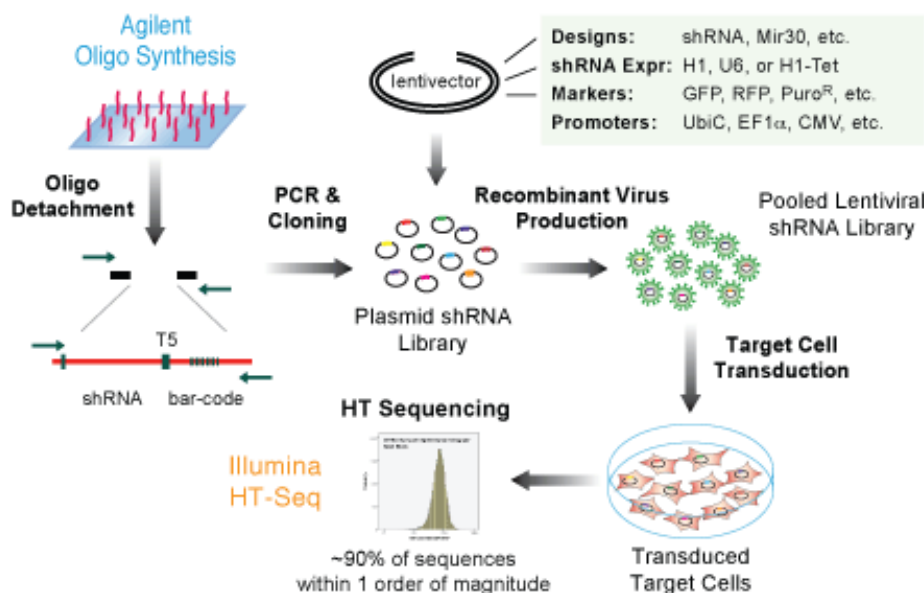 Agilent
Oligo Synthesis
lentivector
Designs: shRNA, Mir30, etc.
shRNA Expr: H1, U6, or H1-Tet
Markers: GFP, RFP, Puroᴿ, etc.
Promoters: UbiC, EF1α, CMV, etc.
Oligo
Detachment
PCR &
Cloning
Recombinant Virus
Production
Pooled Lentiviral
shRNA Library
Plasmid shRNA
Library
T5
shRNA
bar-code
Target Cell
Transduction
HT Sequencing
Illumina
HT-Seq
~90% of sequences
within 1 order of magnitude
Transduced
Target Cells